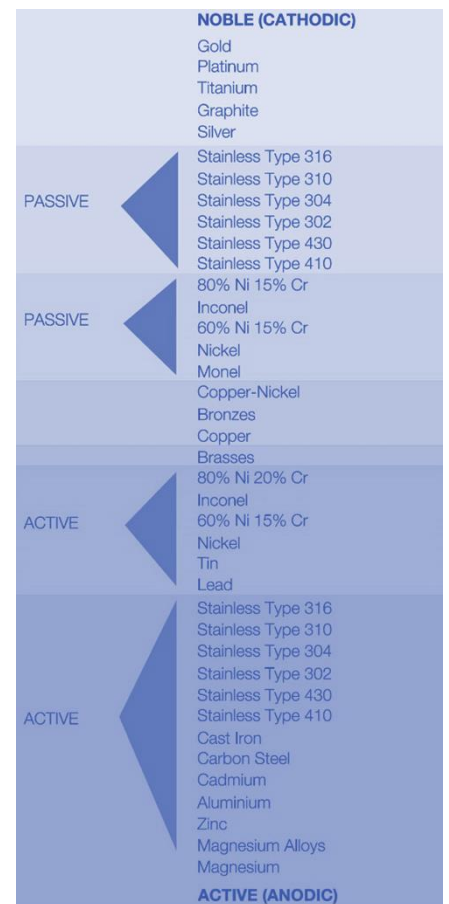 NOBLE (CATHODIC)
Gold
Platinum
Titanium
Graphite
Silver
PASSIVE
Stainless Type 316
Stainless Type 310
Stainless Type 304
Stainless Type 302
Stainless Type 430
Stainless Type 410
PASSIVE
80% Ni 15% Cr
Inconel
60% Ni 15% Cr
Nickel
Monel
Copper-Nickel
Bronzes
Copper
Brasses
ACTIVE
80% Ni 20% Cr
Inconel
60% Ni 15% Cr
Nickel
Tin
Lead
ACTIVE
Stainless Type 316
Stainless Type 310
Stainless Type 304
Stainless Type 302
Stainless Type 430
Stainless Type 410
Cast Iron
Carbon Steel
Cadmium
Aluminium
Zinc
Magnesium Alloys
Magnesium
ACTIVE (ANODIC)